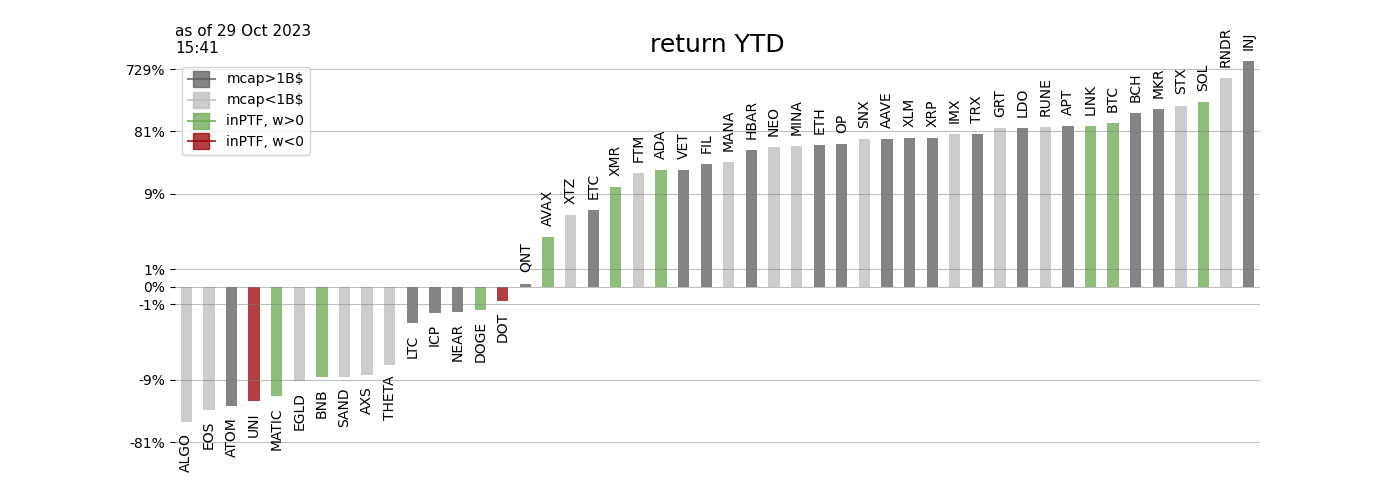 as of 29 Oct 2023
15:41
return YTD
mcap>1B$
mcap<1B$
inPTF, w>0
inPTF, w<0
729%
81%
9%
1%
0%
-1%
-9%
-81%
ALGO
EOS
ATOM
UNI
MATIC
EGLD
BNB
SAND
AXS
THETA
LTC
ICP
NEAR
DOGE
DOT
QNT
AVAX
XTZ
ETC
XMR
FTM
ADA
VET
FIL
MANA
HBAR
NEO
MINA
ETH
OP
SNX
AAVE
XLM
XRP
IMX
TRX
GRT
LDO
RUNE
APT
LINK
BTC
BCH
MKR
STX
SOL
RNDR
INJ